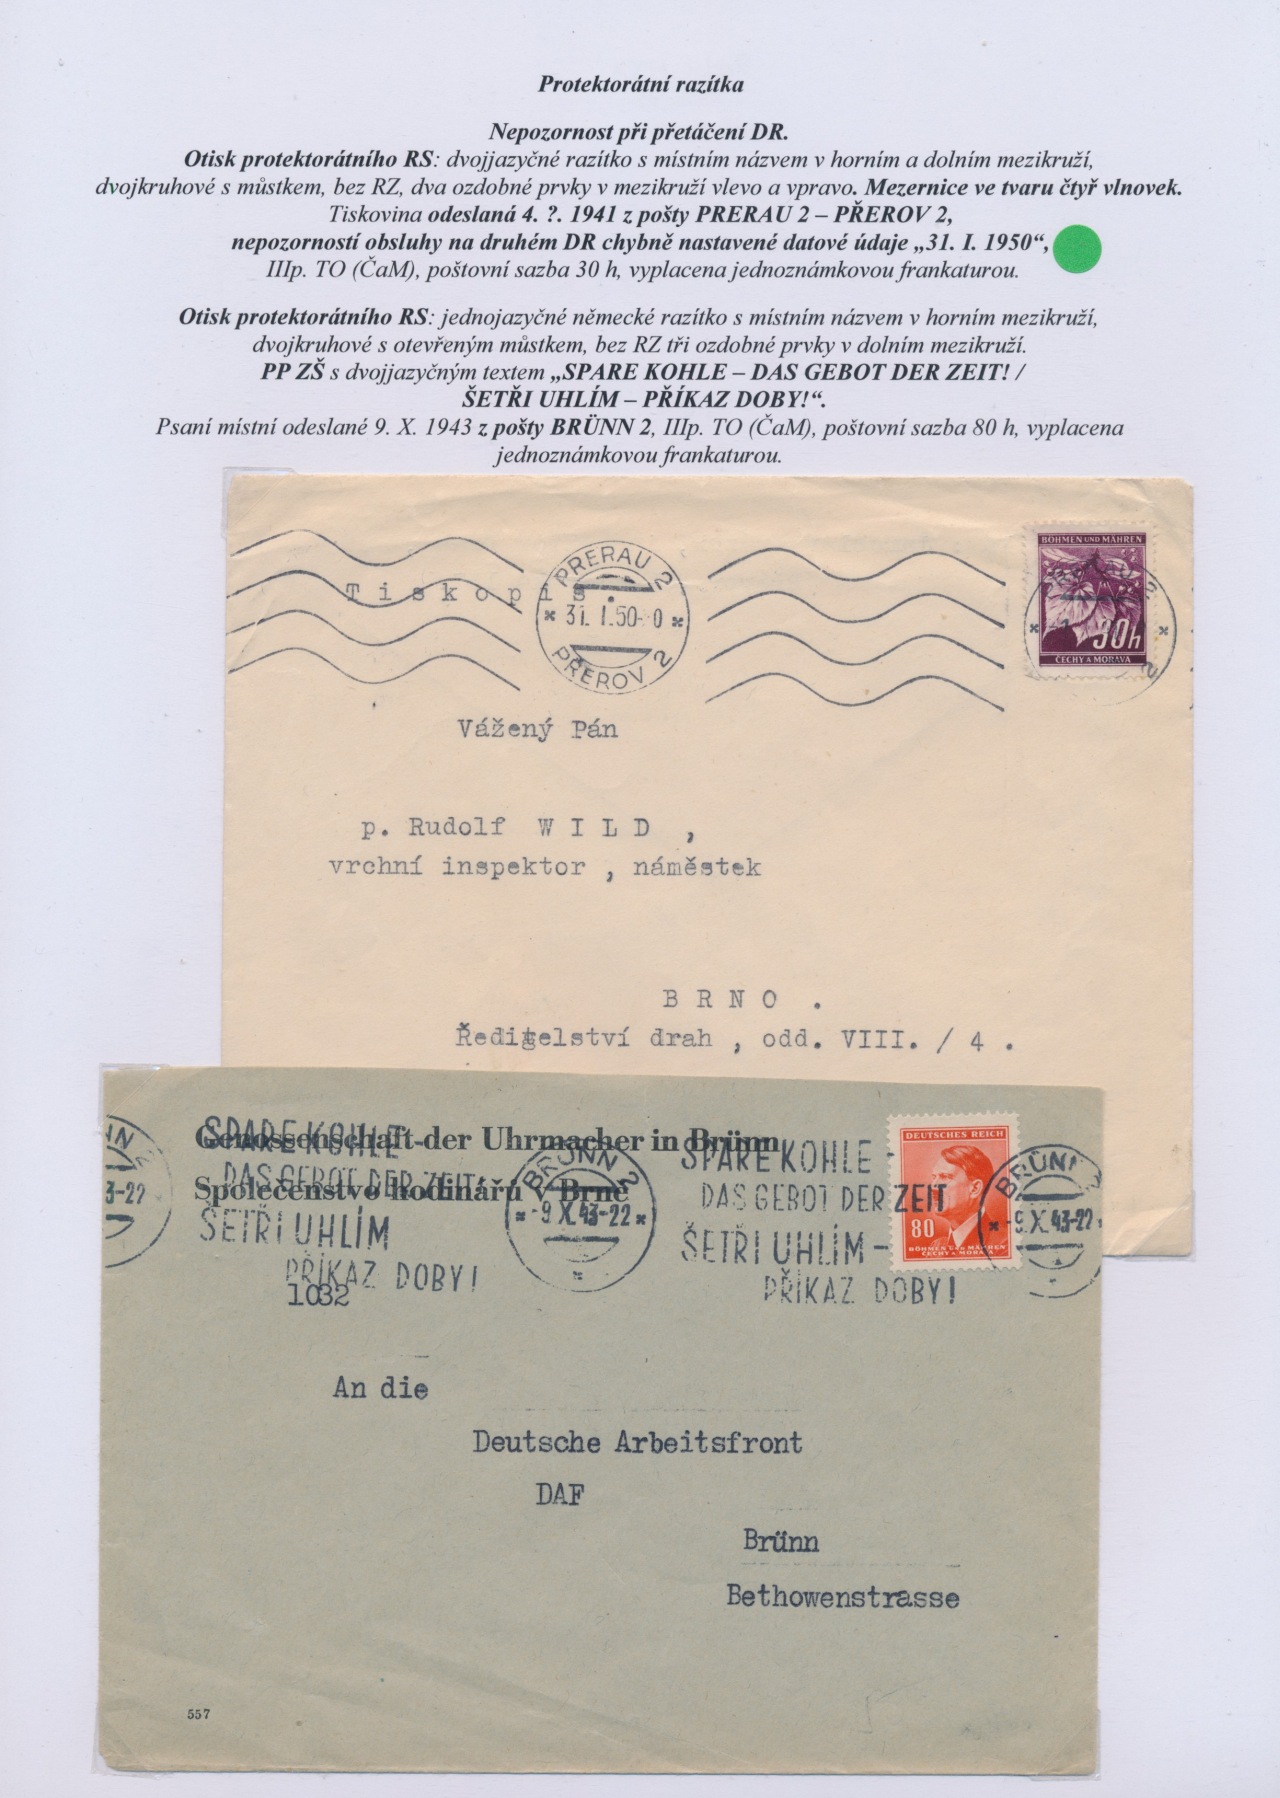 Protektorátní razítka
Nepozornost při přetáčení DR.
Otisk protektorátního RS: dvojjazyčné razítko s místním názvem v horním a dolním mezikruží,
dvojkruhové s můstkem, bez RZ, dva ozdobné prvky v mezikruží vlevo a vpravo. Mezernice ve tvaru čtyř vlnovek.
Tiskovina odeslaná 4. ?. 1941 z pošty PRERAU 2 – PŘEROV 2,
nepozorností obsluhy na druhém DR chybně nastavené datové údaje „31. I. 1950“,
IIIp. TO (ČaM), poštovní sazba 30 h, vyplacena jednoznámkovou frankaturou.
Otisk protektorátního RS: jednojazyčné německé razítko s místním názvem v horním mezikruží,
dvojkruhové s otevřeným můstkem, bez RZ tři ozdobné prvky v dolním mezikruží.
PP ZŠ s dvojjazyčným textem „SPARE KOHLE – DAS GEBOT DER ZEIT! /
ŠETŘI UHLÍM – PŘÍKAZ DOBY!“.
Psaní místní odeslané 9. X. 1943 z pošty BRÜNN 2, IIIp. TO (ČaM), poštovní sazba 80 h, vyplacena
jednoznámkovou frankaturou.
Tiskopis
PRERAU 2
31. I. 50
PŘEROV 2
BÖHMEN UND MÄHREN
30h
ČECHY A MORAVA
Vážený Pán
p. Rudolf W I L D ,
vrchní inspektor , náměstek
B R N O .
Ředitelství drah , odd. VIII. / 4 .
Genossenschaft der Uhrmacher in Brünn
Společenstvo hodinářů v Brně
SPARE KOHLE -
DAS GEBOT DER ZEIT
ŠETŘI UHLÍM
PŘÍKAZ DOBY!
1032
BRÜNN 2
-9.X.43-22
SPARE KOHLE -
DAS GEBOT DER ZEIT
ŠETŘI UHLÍM -
PŘÍKAZ DOBY!
DEUTSCHES REICH
80
BÖHMEN und MÄHREN
ČECHY a MORAVA
BRÜNN 2
-9.X.43-22
An die
Deutsche Arbeitsfront
DAF
Brünn
Bethowenstrasse
557